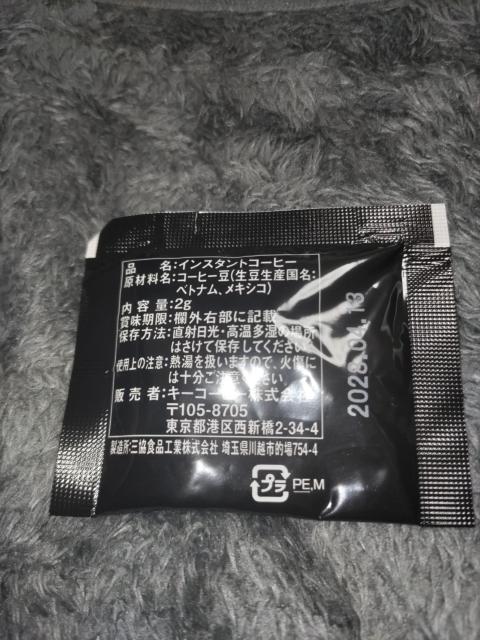 品名:インスタントコーヒー
原材料名:コーヒー豆(生豆生産国名:
ベトナム、メキシコ)
内容量:2g
賞味期限:欄外右部に記載
保存方法:直射日光・高温多湿の場所
はさけて保存してください。
使用上の注意:熱湯を扱いますので、火傷に
は十分ご注意ください。
販売者:キーコーヒー株式会社
〒105-8705
東京都港区西新橋2-34-4
製造所:三協食品工業株式会社 埼玉県川越市的場754-4
プラ PE,M